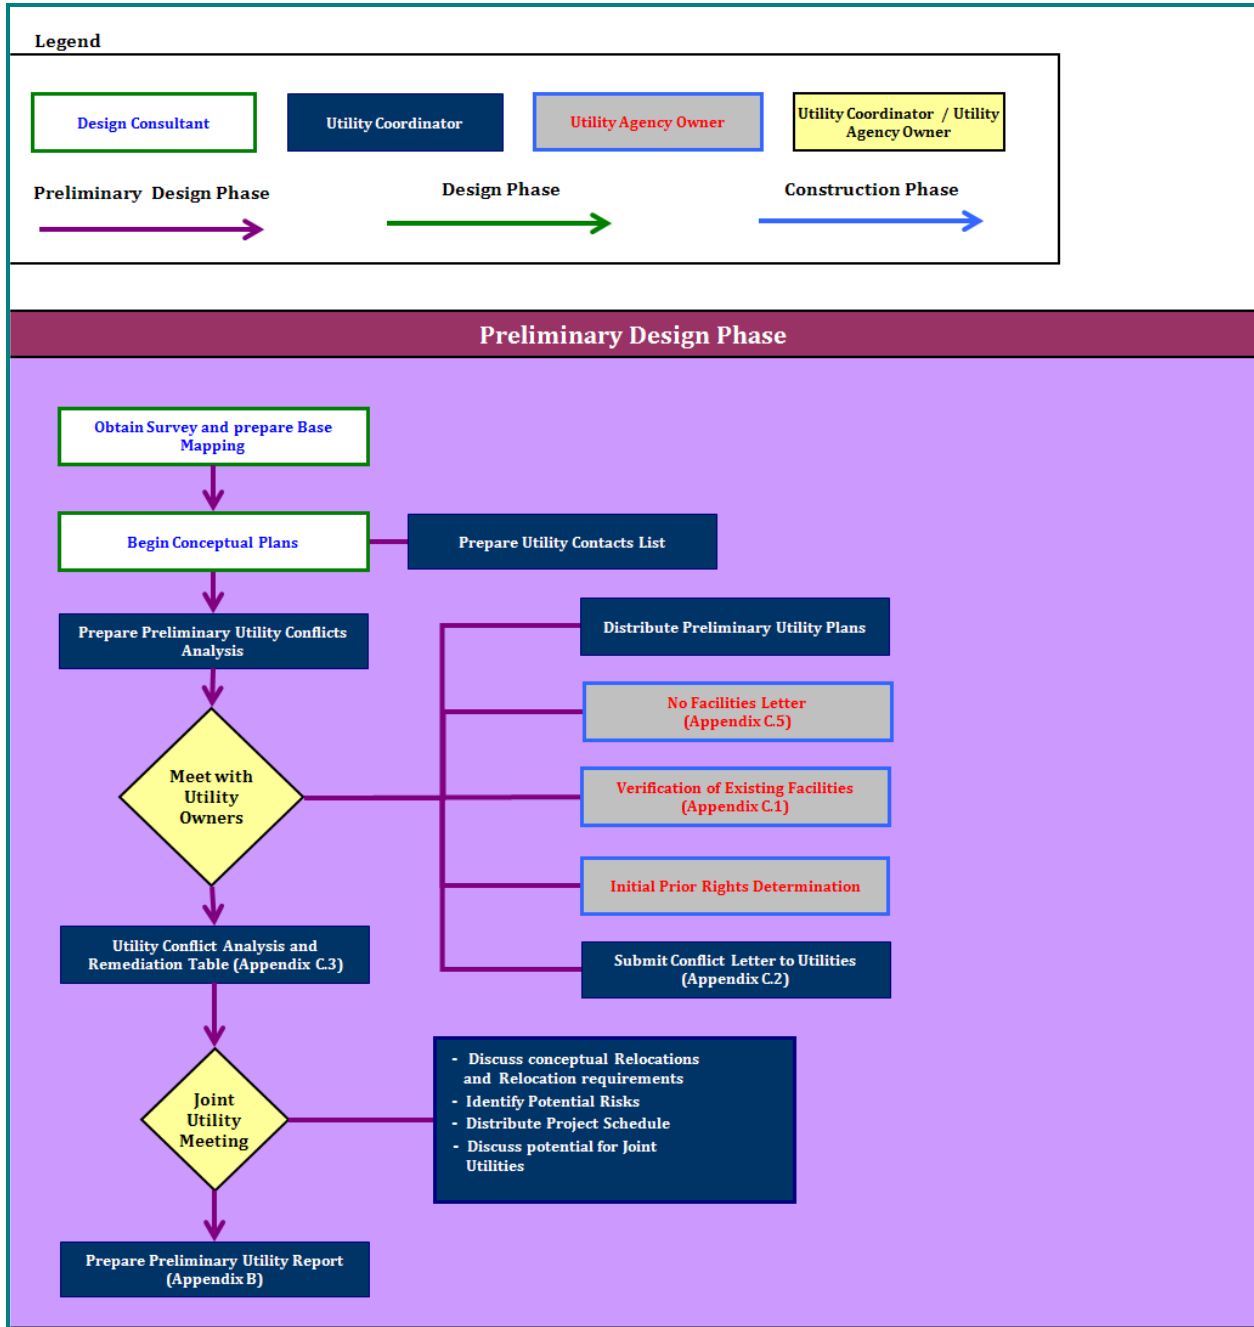 Legend
Design Consultant
Utility Coordinator
Utility Agency Owner
Utility Coordinator / Utility
Agency Owner
Preliminary Design Phase
Design Phase
Construction Phase
Preliminary Design Phase
Obtain Survey and prepare Base
Mapping
Begin Conceptual Plans
Prepare Utility Contacts List
Prepare Preliminary Utility Conflicts
Analysis
Distribute Preliminary Utility Plans
No Facilities Letter
(Appendix C.5)
Meet with
Utility
Owners
Verification of Existing Facilities
(Appendix C.1)
Initial Prior Rights Determination
Utility Conflict Analysis and
Remediation Table (Appendix C.3)
Submit Conflict Letter to Utilities
(Appendix C.2)
Joint
Utility
Meeting
- Discuss conceptual Relocations
and Relocation requirements
- Identify Potential Risks
- Distribute Project Schedule
- Discuss potential for Joint
Utilities
Prepare Preliminary Utility Report
(Appendix B)